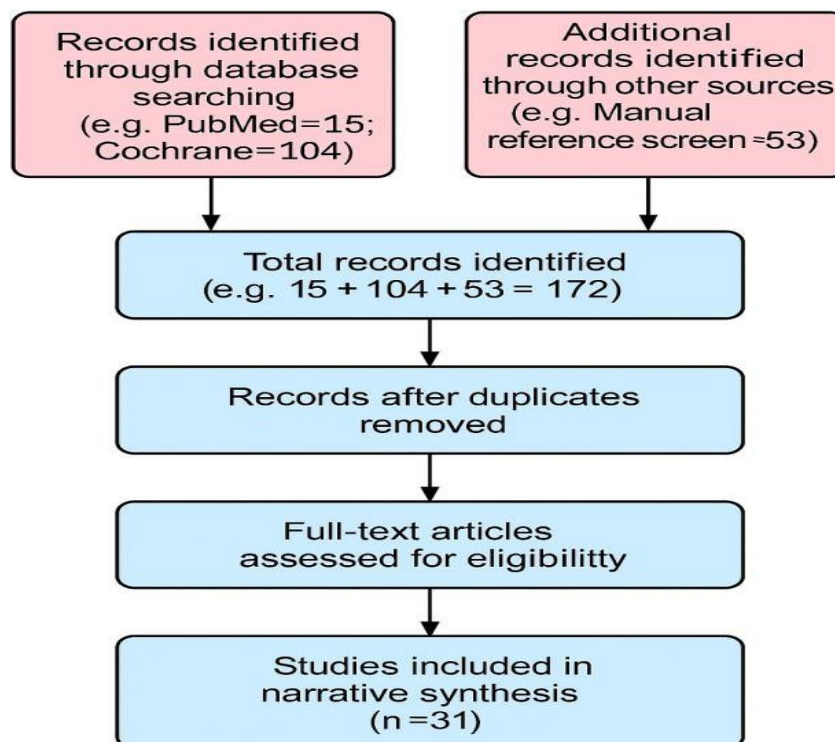 Records identified
through database
searching
(e.g. PubMed=15;
Cochrane=104)
Additional
records identified
through other sources
(e.g. Manual
reference screen=53)
Total records identified
(e.g. 15 + 104 + 53 = 172)
Records after duplicates
removed
Full-text articles
assessed for eligibilitty
Studies included in
narrative synthesis
(n =31)